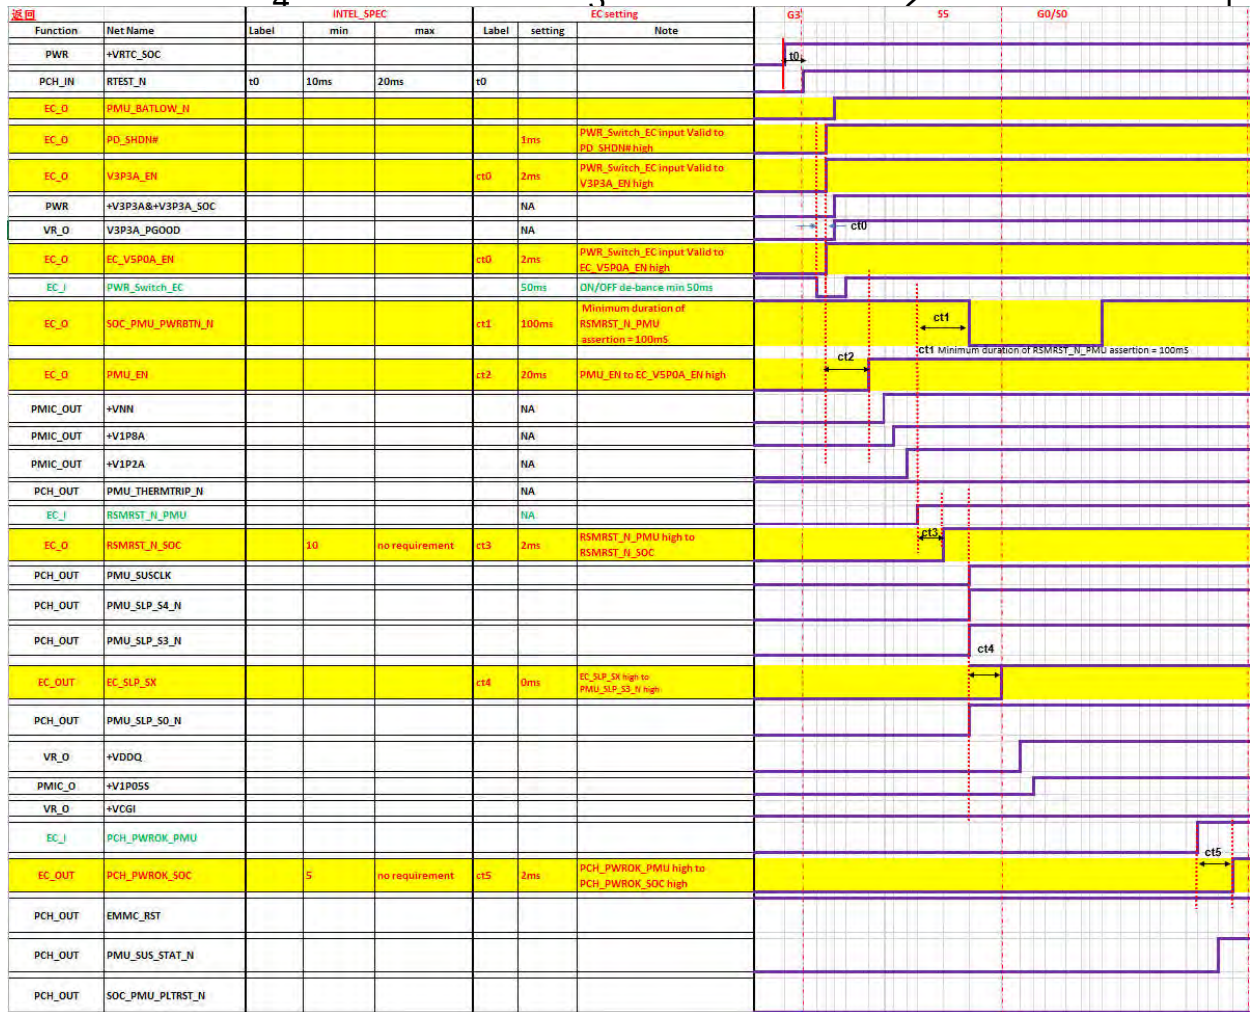 返回 INTEL_SPEC EC setting G3 S5 G0/S0
Function Net Name Label min max Label setting Note
PWR +VRTC_SOC
t0
PCH_IN RTEST_N t0 10ms 20ms t0
EC_O PMU_BATLOW_N
EC_O PD_SHDN# 1ms PWR_Switch_EC input Valid to
PD_SHDN# high
EC_O V3P3A_EN ct0 2ms PWR_Switch_EC input Valid to
V3P3A_EN high
PWR +V3P3A&+V3P3A_SOC NA
VR_O V3P3A_PGOOD NA ct0
EC_O EC_V5P0A_EN ct0 2ms PWR_Switch_EC input Valid to
EC_V5P0A_EN high
EC_I PWR_Switch_EC 50ms ON/OFF de-bance min 50ms
EC_O SOC_PMU_PWRBTN_N ct1 100ms Minimum duration of
RSMRST_N_PMU
assertion = 100mS
ct1
ct1 Minimum duration of RSMRST_N_PMU assertion = 100mS
ct2
EC_O PMU_EN ct2 20ms PMU_EN to EC_V5P0A_EN high
PMIC_OUT +VNN NA
PMIC_OUT +V1P8A NA
PMIC_OUT +V1P2A NA
PCH_OUT PMU_THERMTRIP_N NA
EC_I RSMRST_N_PMU NA
EC_O RSMRST_N_SOC 10 no requirement ct3 2ms RSMRST_N_PMU high to
RSMRST_N_SOC
ct3
PCH_OUT PMU_SUSCLK
PCH_OUT PMU_SLP_S4_N
PCH_OUT PMU_SLP_S3_N
ct4
EC_OUT EC_SLP_SX ct4 0ms EC_SLP_SX high to
PMU_SLP_S3_N high
PCH_OUT PMU_SLP_S0_N
VR_O +VDDQ
PMIC_O +V1P05S
VR_O +VCGI
EC_I PCH_PWROK_PMU
ct5
EC_OUT PCH_PWROK_SOC 5 no requirement ct5 2ms PCH_PWROK_PMU high to
PCH_PWROK_SOC high
PCH_OUT EMMC_RST
PCH_OUT PMU_SUS_STAT_N
PCH_OUT SOC_PMU_PLTRST_N